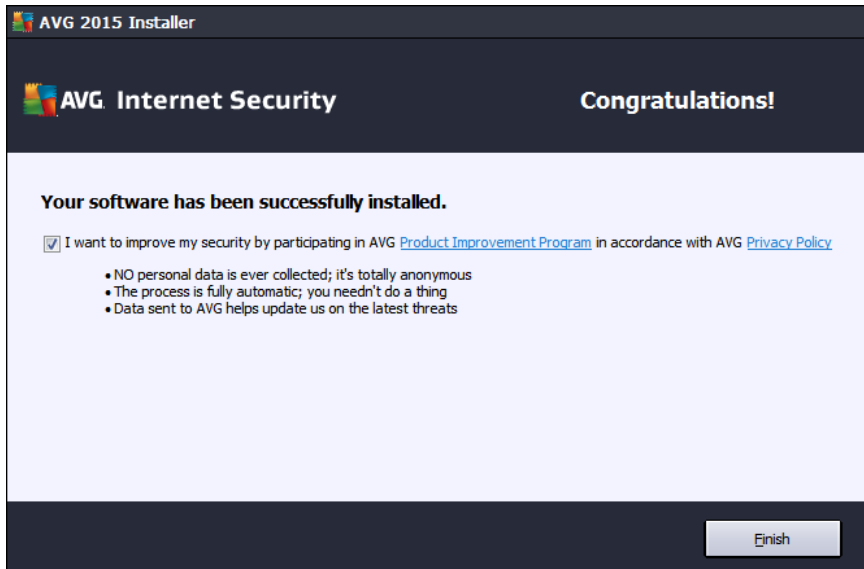 AVG 2015 Installer
AVG. Internet Security
Congratulations!
Your software has been successfully installed.
I want to improve my security by participating in AVG Product Improvement Program in accordance with AVG Privacy Policy
• NO personal data is ever collected; it's totally anonymous
• The process is fully automatic; you needn't do a thing
• Data sent to AVG helps update us on the latest threats
Finish